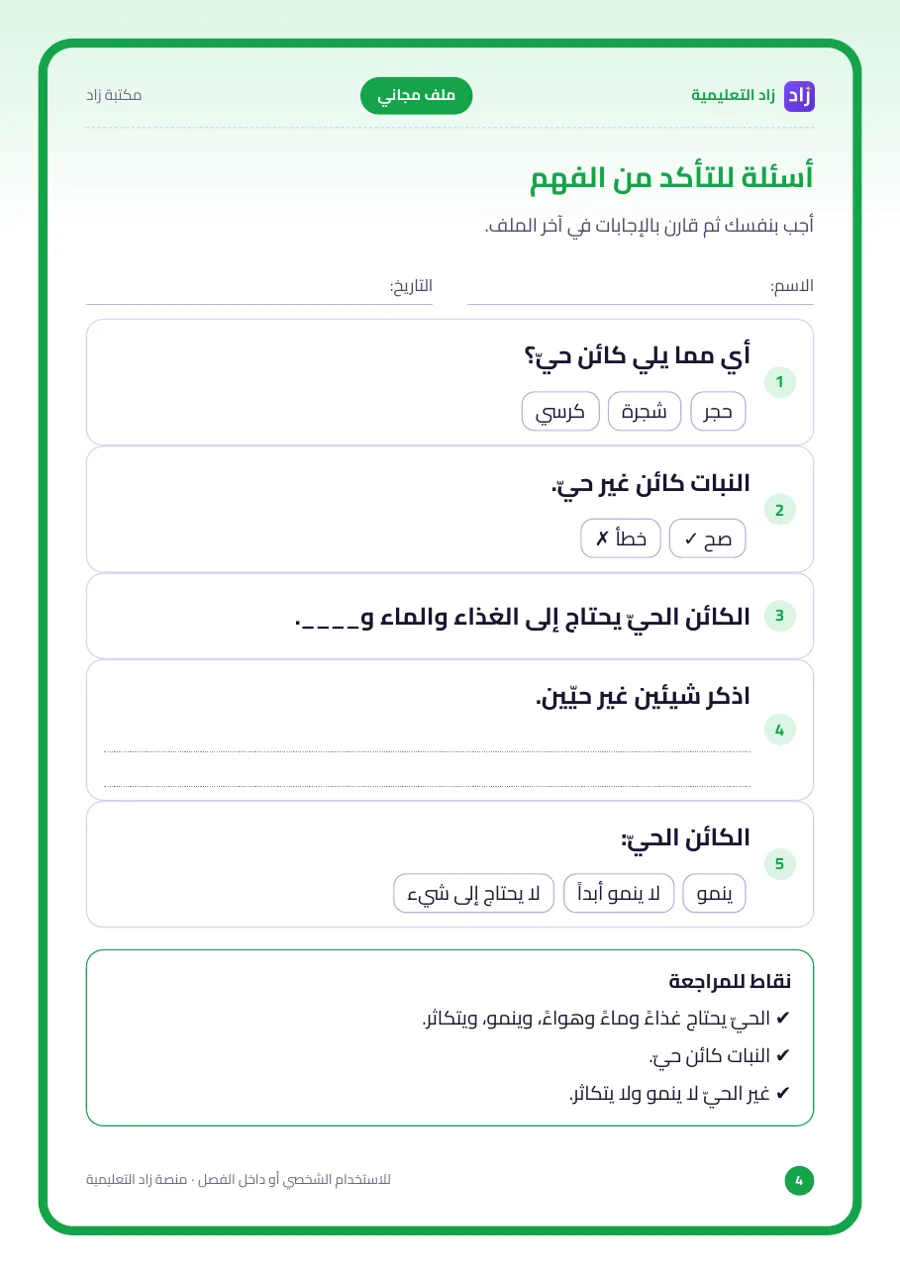 زاد زاد التعليمية
ملف مجاني
مكتبة زاد
أسئلة للتأكد من الفهم
أجب بنفسك ثم قارن بالإجابات في آخر الملف.
الاسم:
التاريخ:
1
أي مما يلي كائن حيّ؟
حجر شجرة كرسي
2
النبات كائن غير حيّ.
صح ✓ خطأ ✗
3
الكائن الحيّ يحتاج إلى الغذاء والماء و____.
4
اذكر شيئين غير حيّين.
5
الكائن الحيّ:
ينمو لا ينمو أبداً لا يحتاج إلى شيء
نقاط للمراجعة
✔ الحيّ يحتاج غذاءً وماءً وهواءً، وينمو، ويتكاثر.
✔ النبات كائن حيّ.
✔ غير الحيّ لا ينمو ولا يتكاثر.
4
للاستخدام الشخصي أو داخل الفصل · منصة زاد التعليمية